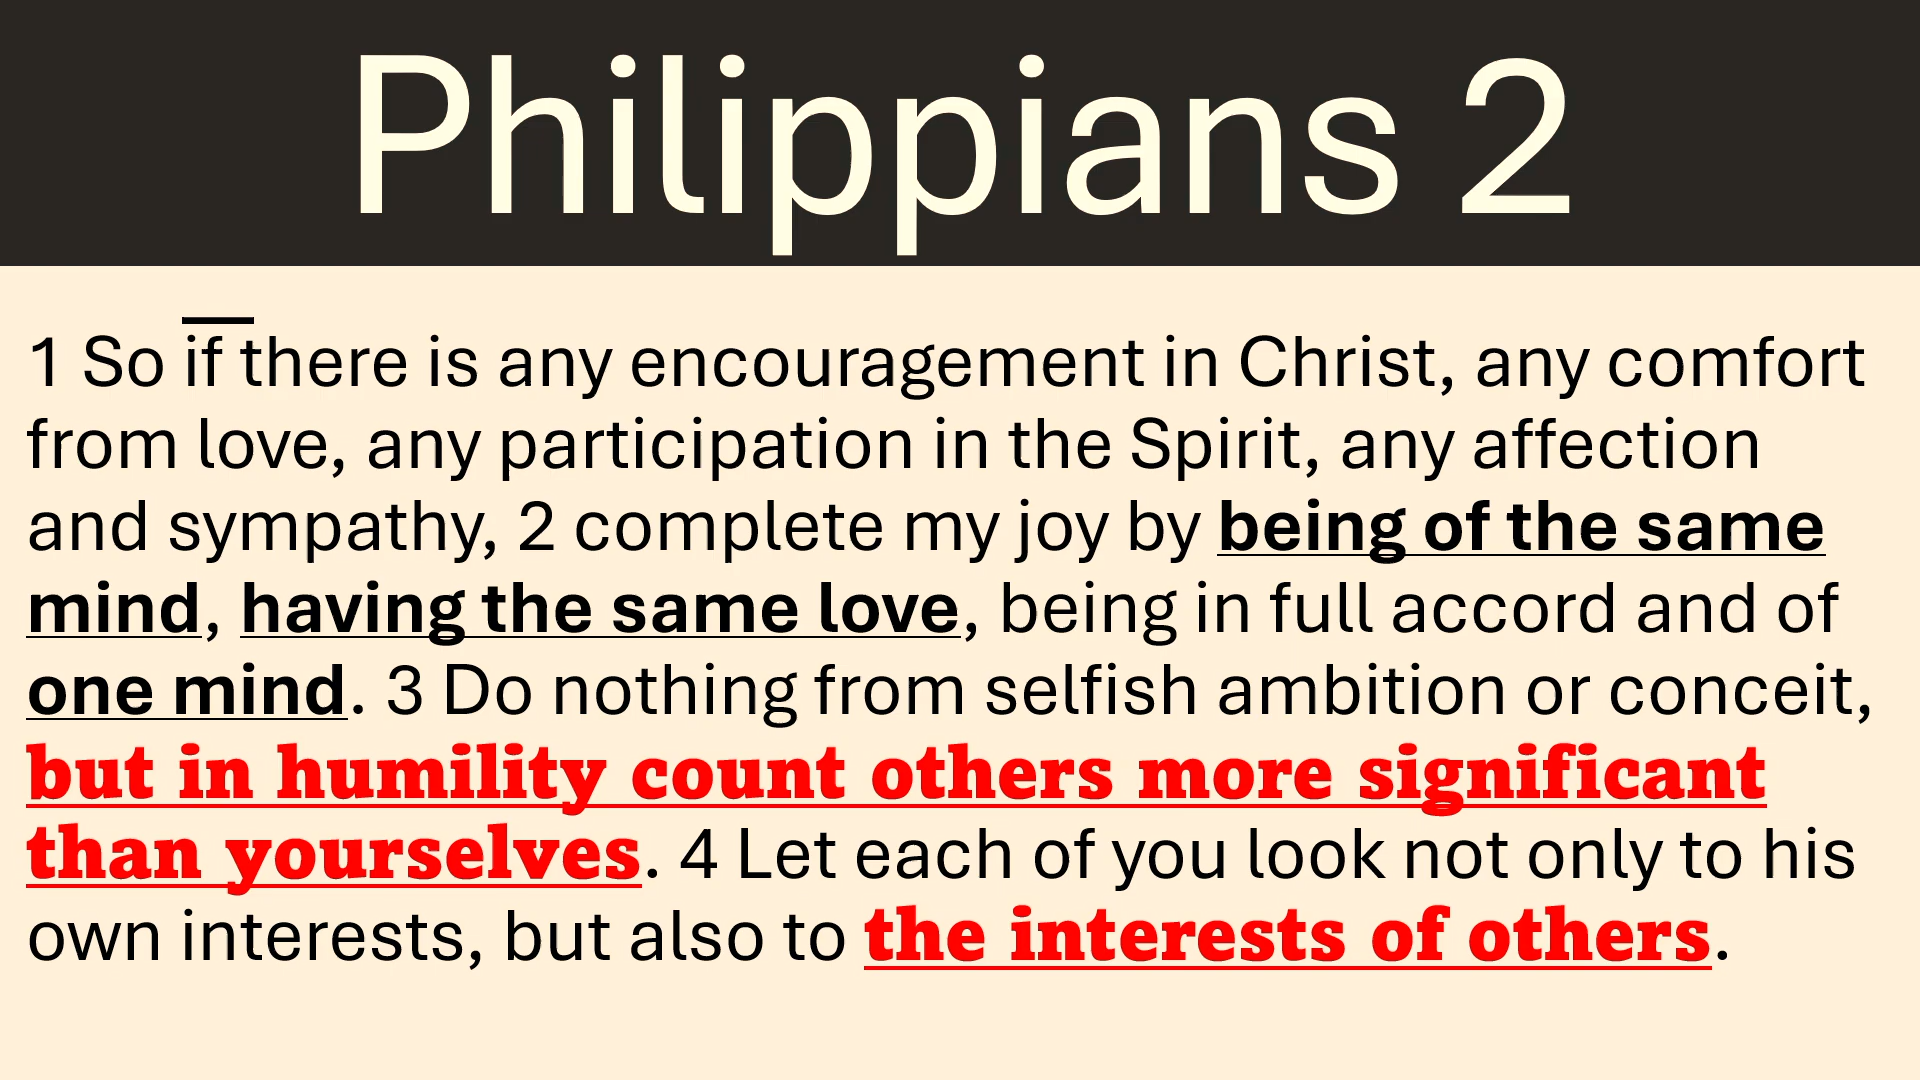 Philippians 2
1 So if there is any encouragement in Christ, any comfort
from love, any participation in the Spirit, any affection
and sympathy, 2 complete my joy by being of the same
mind, having the same love, being in full accord and of
one mind. 3 Do nothing from selfish ambition or conceit,
but in humility count others more significant
than yourselves. 4 Let each of you look not only to his
own interests, but also to the interests of others.